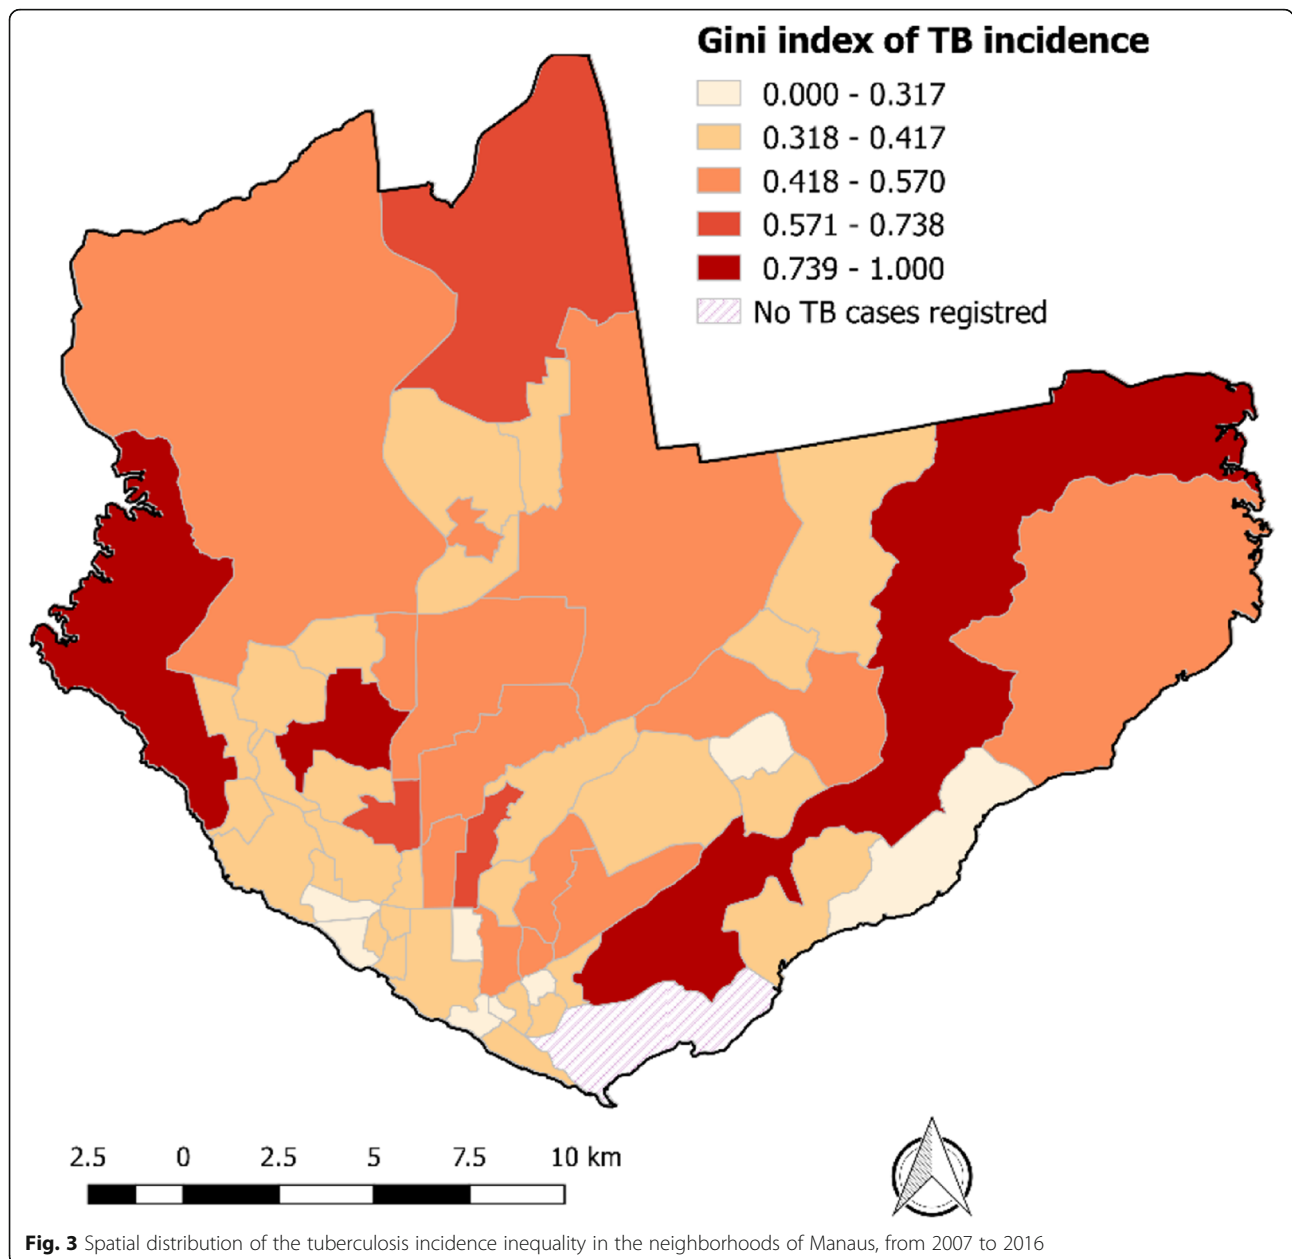 Gini index of TB incidence
0.000 - 0.317
0.318 - 0.417
0.418 - 0.570
0.571 - 0.738
0.739 - 1.000
No TB cases registred
2.5 0 2.5 5 7.5 10 km
Fig. 3 Spatial distribution of the tuberculosis incidence inequality in the neighborhoods of Manaus, from 2007 to 2016